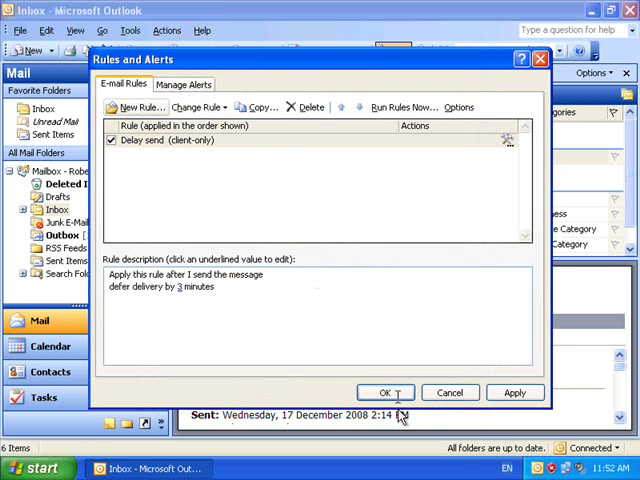 Inbox - Microsoft Outlook
File Edit View Go Tools Actions Help
Type a question for help
New
Mail
Options
Favorite Folders
Inbox
Unread Mail
Sent Items
All Mail Folders
Mailbox - Robe
Deleted I
Drafts
Inbox
Junk E-Mail
Outbox [
RSS Feeds
Sent Items
Search Fold
Mail
Calendar
Contacts
Tasks
Rules and Alerts
E-mail Rules Manage Alerts
New Rule... Change Rule Copy... Delete Run Rules Now... Options
Rule (applied in the order shown) Actions
Delay send (client-only)
Rule description (click an underlined value to edit):
Apply this rule after I send the message
defer delivery by 3 minutes
OK Cancel Apply
Sent: Wednesday, 17 December 2008 2:14 PM
6 Items
All folders are up to date. Connected
start
Inbox - Microsoft Out...
EN
11:52 AM